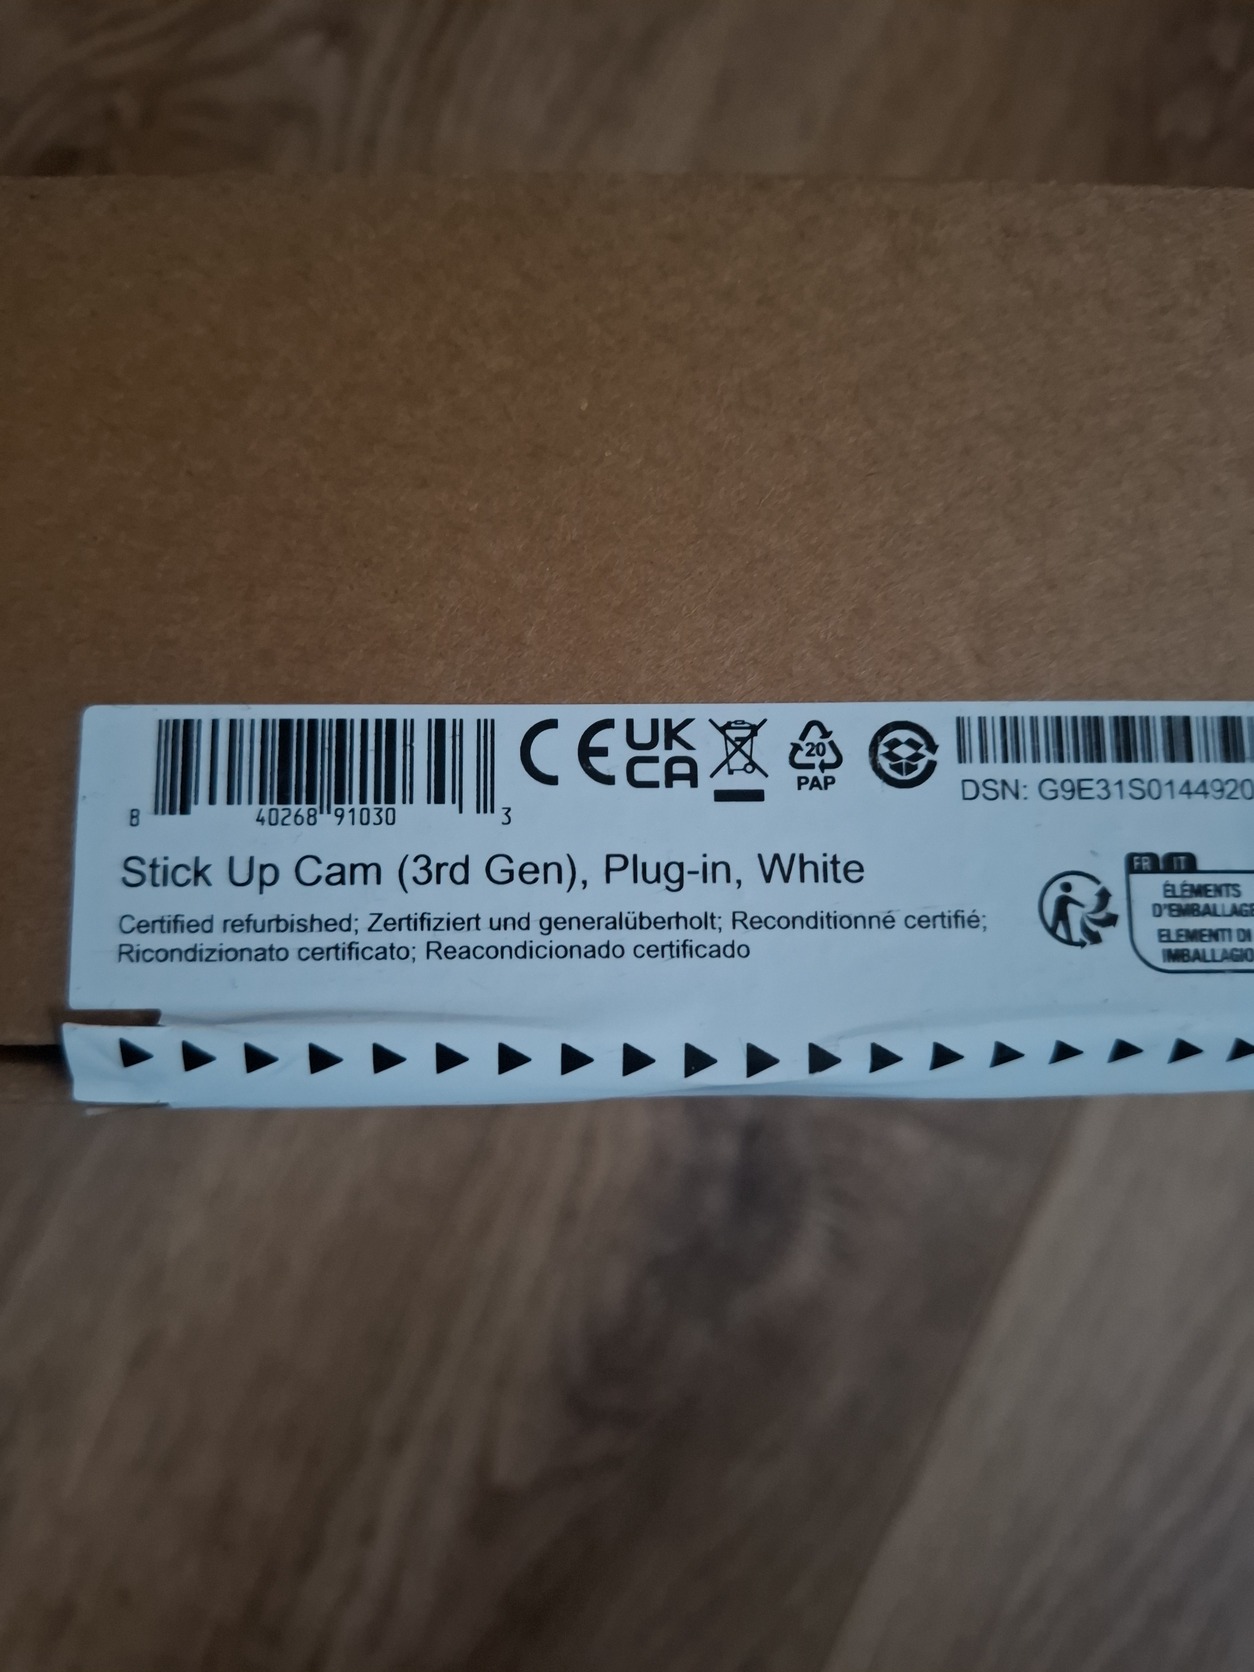 8 40268 91030 3
CE UK CA
20
PAP
DSN: G9E31S0144920
Stick Up Cam (3rd Gen), Plug-in, White
Certified refurbished; Zertifiziert und generalüberholt; Reconditionné certifié;
Ricondizionato certificato; Reacondicionado certificado
FR IT
ÉLÉMENTS
D'EMBALLAGE
ELEMENTI DI
IMBALLAGIO